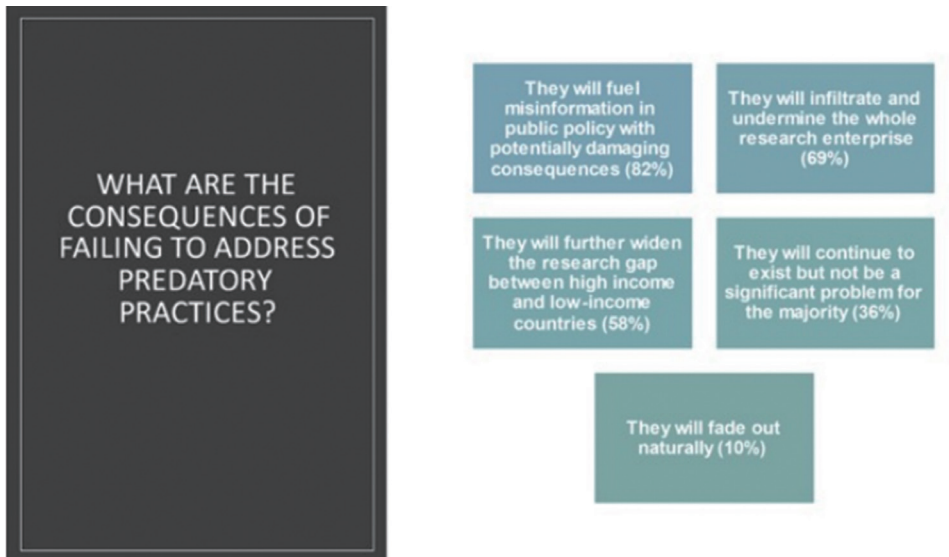 WHAT ARE THE
CONSEQUENCES OF
FAILING TO ADDRESS
PREDATORY
PRACTICES?
They will fuel
misinformation in
public policy with
potentially damaging
consequences (82%)
They will infiltrate and
undermine the whole
research enterprise
(69%)
They will further widen
the research gap
between high income
and low-income
countries (58%)
They will continue to
exist but not be a
significant problem for
the majority (36%)
They will fade out
naturally (10%)